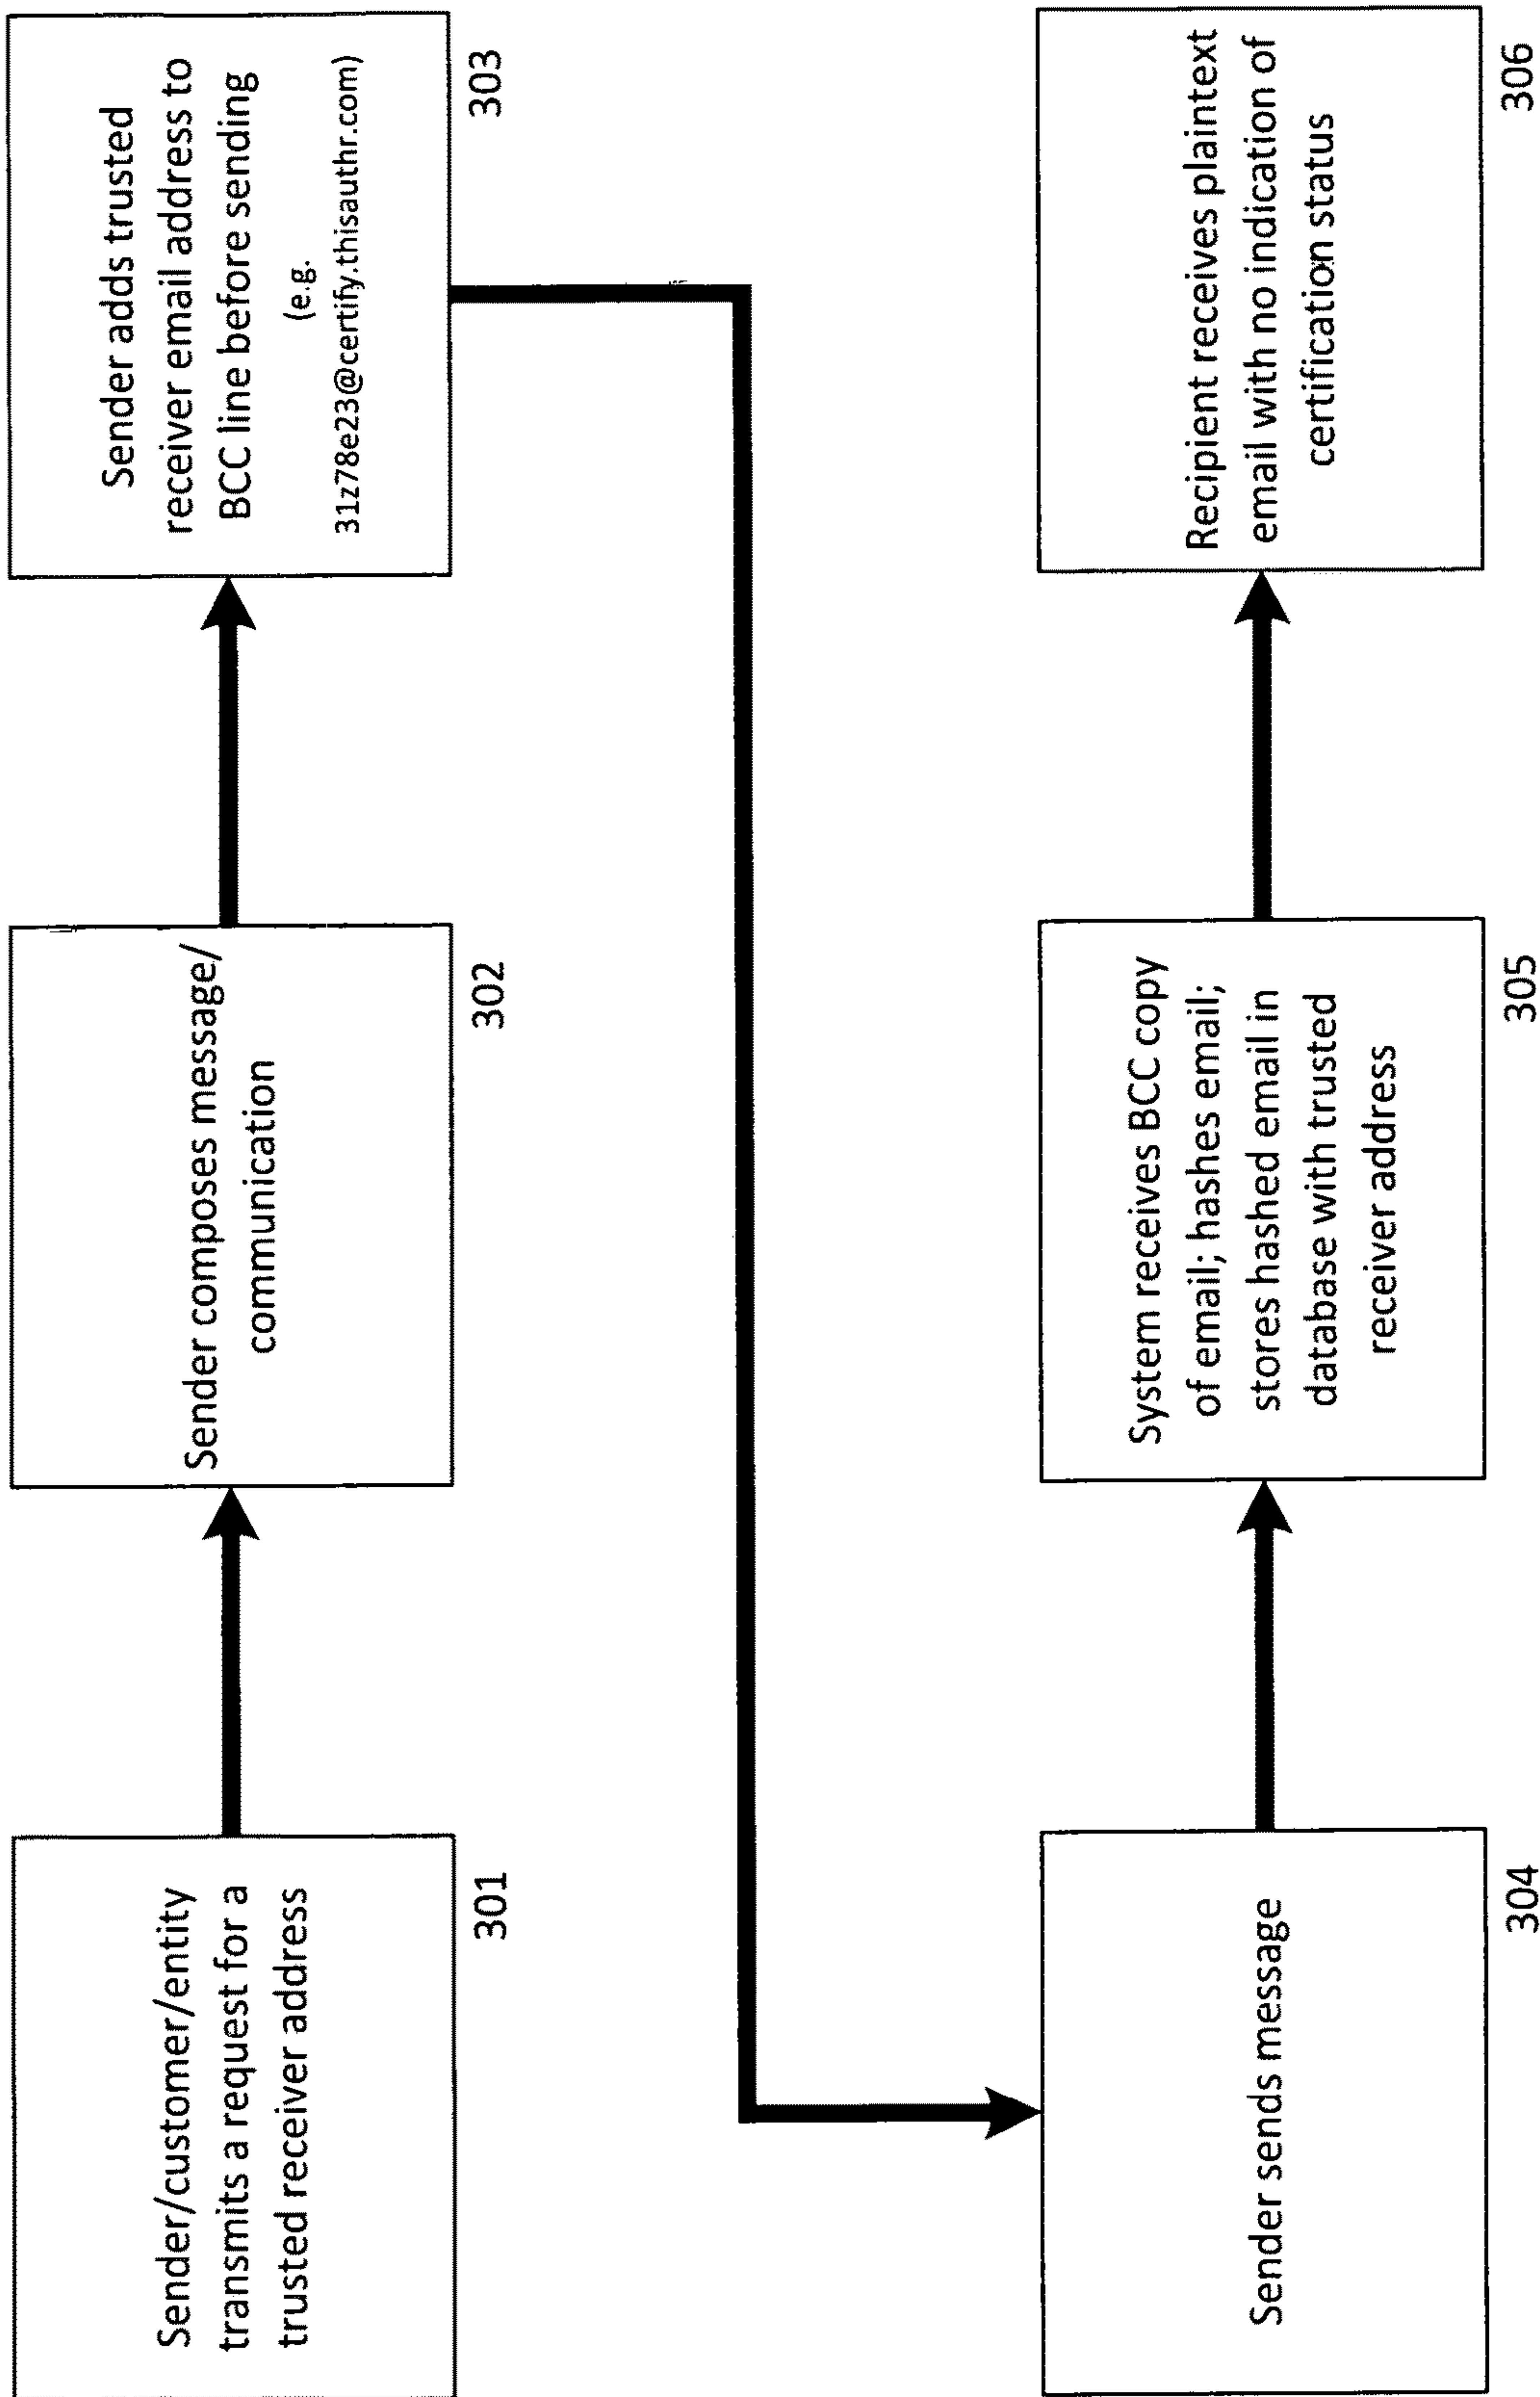 Sender/customer/entity
transmits a request for a
trusted receiver address
301
Sender composes message/
communication
302
Sender adds trusted
receiver email address to
BCC line before sending
(e.g.
31z78e23@certify.thisauthr.com)
303
Sender sends message
304
System receives BCC copy
of email; hashes email;
stores hashed email in
database with trusted
receiver address
305
Recipient receives plaintext
email with no indication of
certification status
306